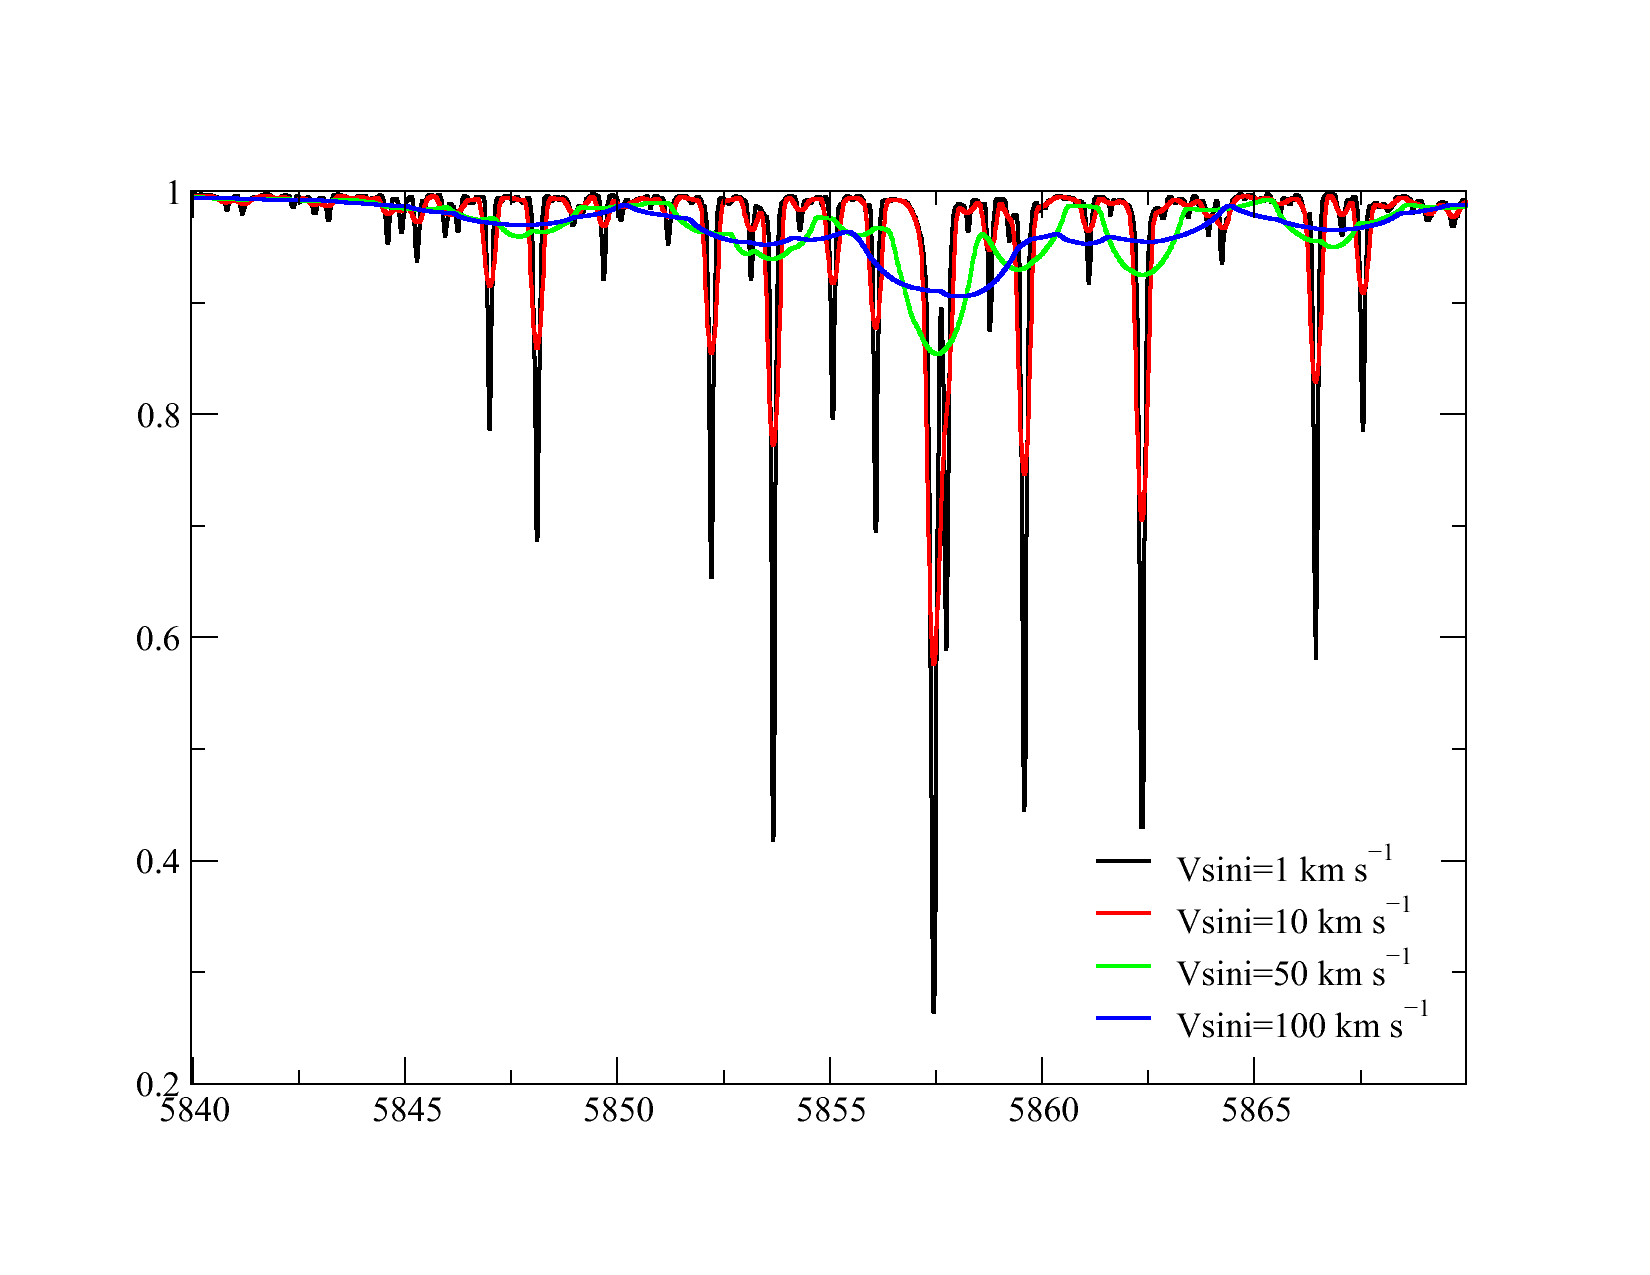 1
0.8
0.6
0.4
0.2
5840 5845 5850 5855 5860 5865
Vsini=1 km s⁻¹
Vsini=10 km s⁻¹
Vsini=50 km s⁻¹
Vsini=100 km s⁻¹